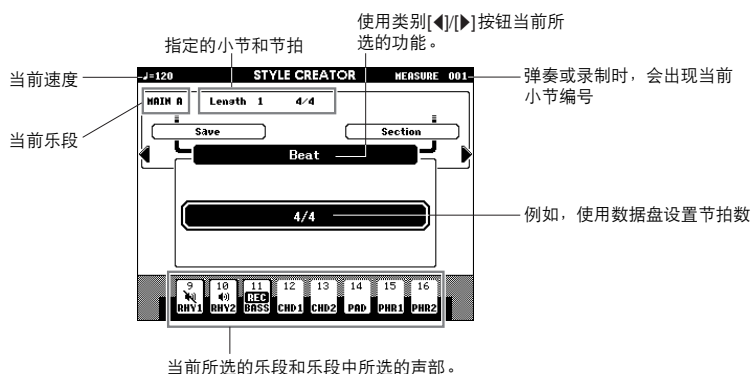 使用类别[◀]/[▶]按钮当前所
选的功能。
指定的小节和节拍
当前速度
♩=120 STYLE CREATOR MEASURE 001
弹奏或录制时，会出现当前
小节编号
MAIN A Length 1 4/4
当前乐段
Save Section
Beat
4/4
例如，使用数据盘设置节拍数
9 10 11 12 13 14 15 16
REC
RHY1 RHY2 BASS CHD1 CHD2 PAD PHR1 PHR2
当前所选的乐段和乐段中所选的声部。